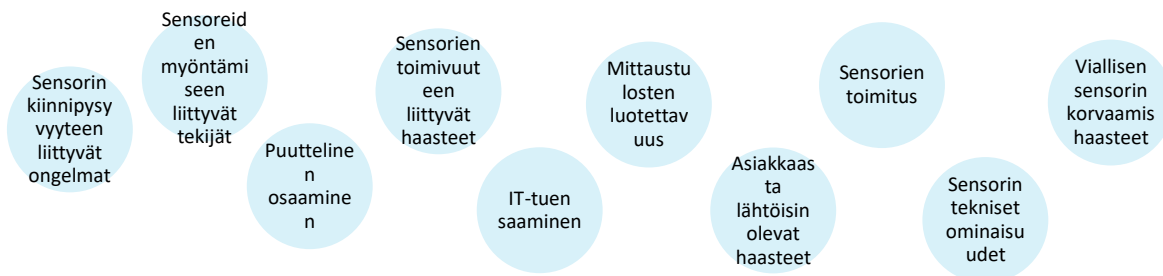 Sensorin
kiinnipysy
vyyteen
liittyvät
ongelmat
Sensoreid
en
myöntämi
seen
liittyvät
tekijät
Puutteline
n
osaamine
n
Sensorien
toimivuut
een
liittyvät
haasteet
IT-tuen
saaminen
Mittaustu
losten
luotettav
uus
Asiakkaas
ta
lähtöisin
olevat
haasteet
Sensorien
toimitus
Sensorin
tekniset
ominaisu
udet
Viallisen
sensorin
korvaamis
haasteet